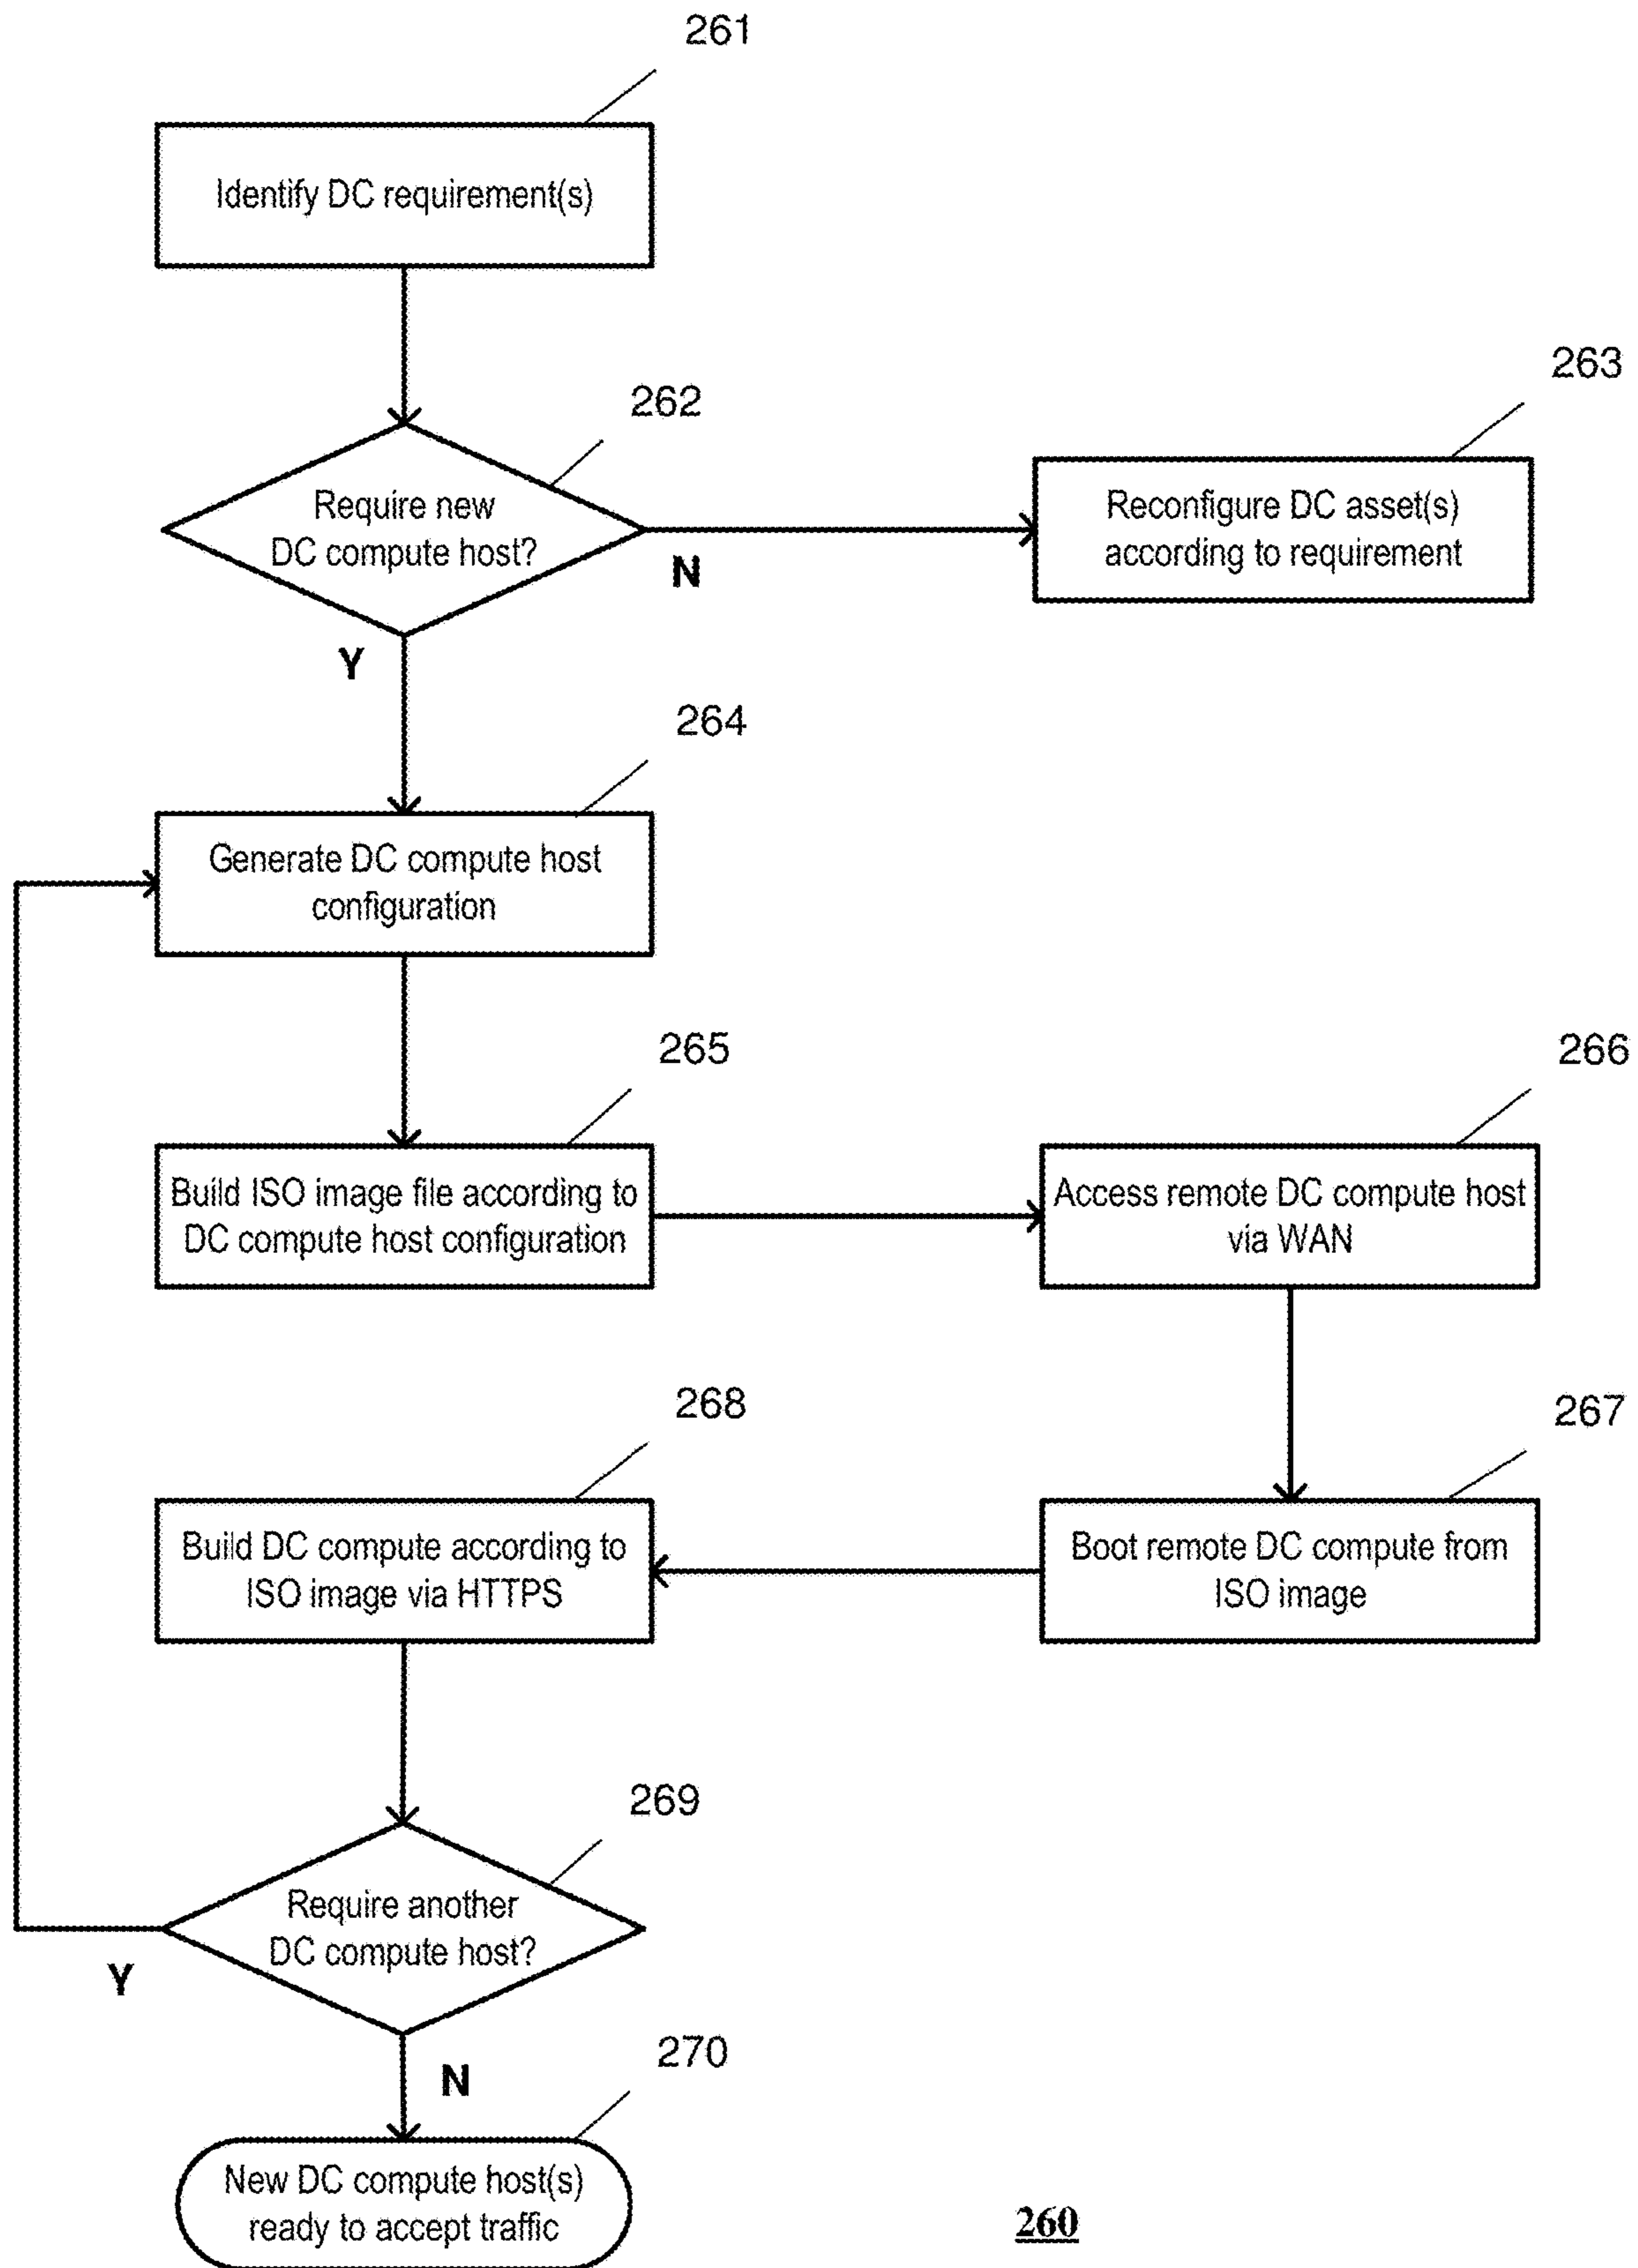 261
Identify DC requirement(s)
262
Require new
DC compute host?
N
Y
263
Reconfigure DC asset(s)
according to requirement
264
Generate DC compute host
configuration
265
Build ISO image file according to
DC compute host configuration
266
Access remote DC compute host
via WAN
267
Boot remote DC compute from
ISO image
268
Build DC compute according to
ISO image via HTTPS
269
Require another
DC compute host?
Y
N
270
New DC compute host(s)
ready to accept traffic
260